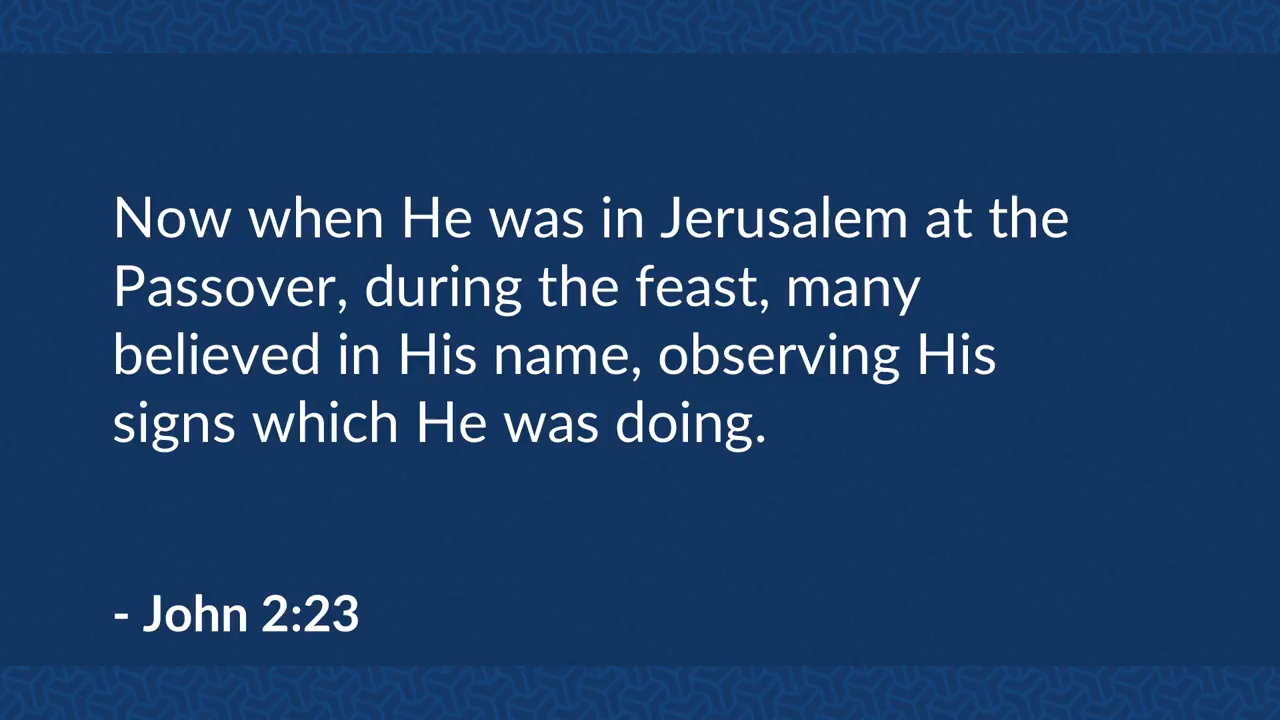 Now when He was in Jerusalem at the
Passover, during the feast, many
believed in His name, observing His
signs which He was doing.
- John 2:23